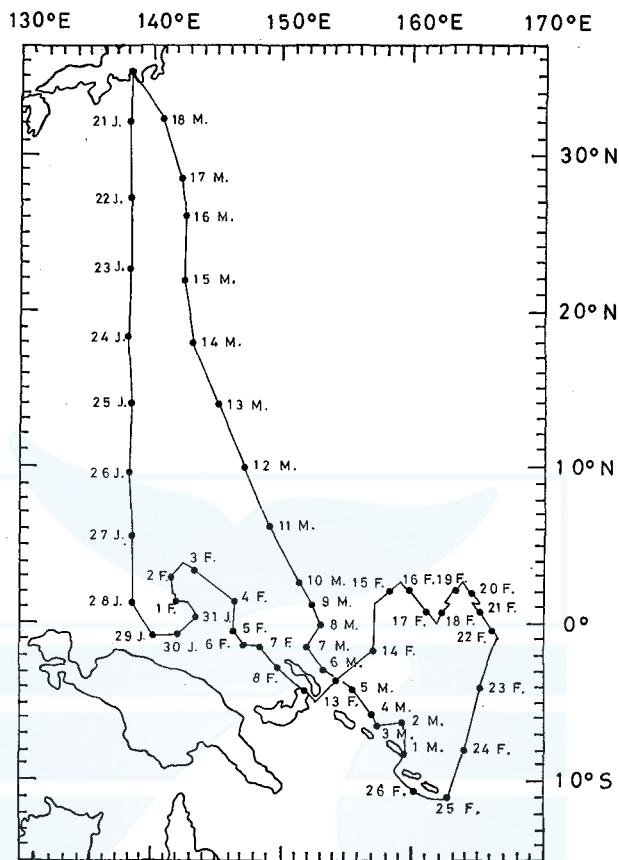 130°E 140°E 150°E 160°E 170°E
21 J. 18 M.
30°N
17 M.
22 J. 16 M.
23 J. 15 M.
20°N
24 J. 14 M.
25 J. 13 M.
26 J. 12 M. 10°N
27 J. 11 M.
3 F.
2 F. 10 M. 15 F. 16 F. 19 F. 20 F.
28 J. 1 F. 4 F. 9 M. 21 F.
31 J. 8 M. 17 F. 18 F. 0°
29 J. 30 J. 5 F. 22 F.
6 F. 7 F. 7 M. 14 F.
8 F. 6 M.
13 F. 5 M. 23 F.
4 M. 2 M.
3 M.
1 M. 24 F.
26 F. 10°S
25 F.